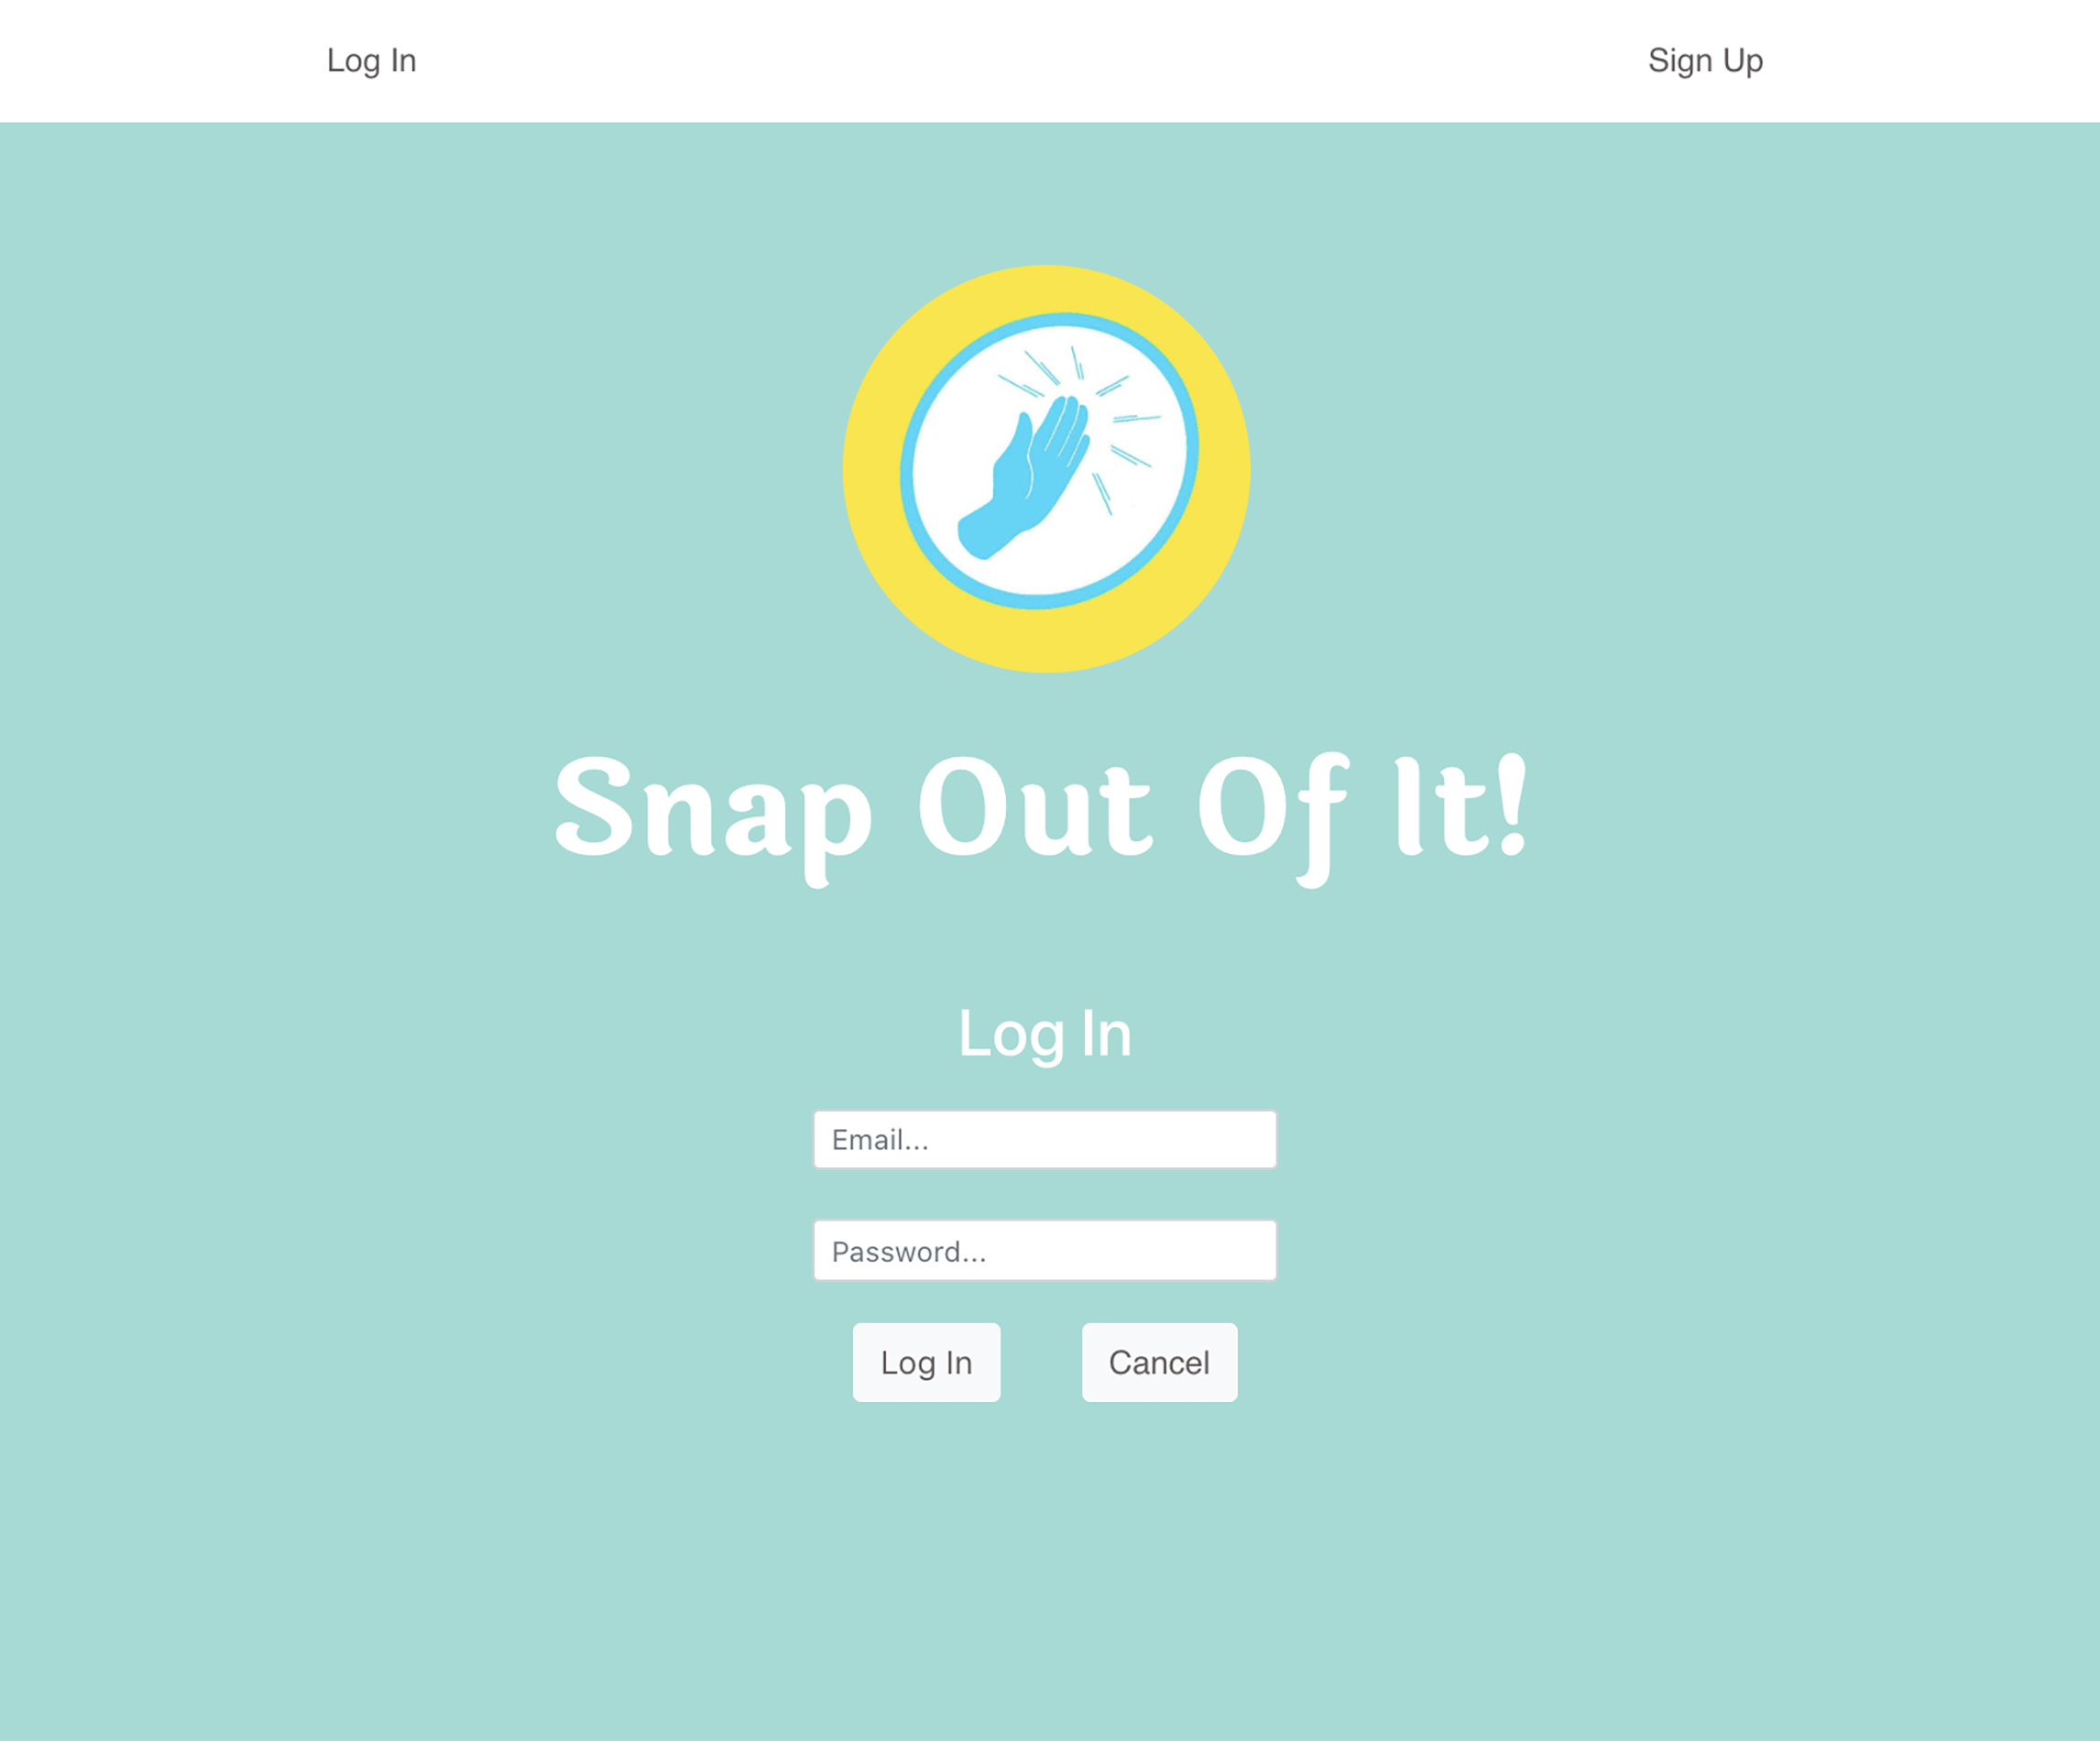 Log In Sign Up
Snap Out Of It!
Log In
Email...
Password...
Log In Cancel